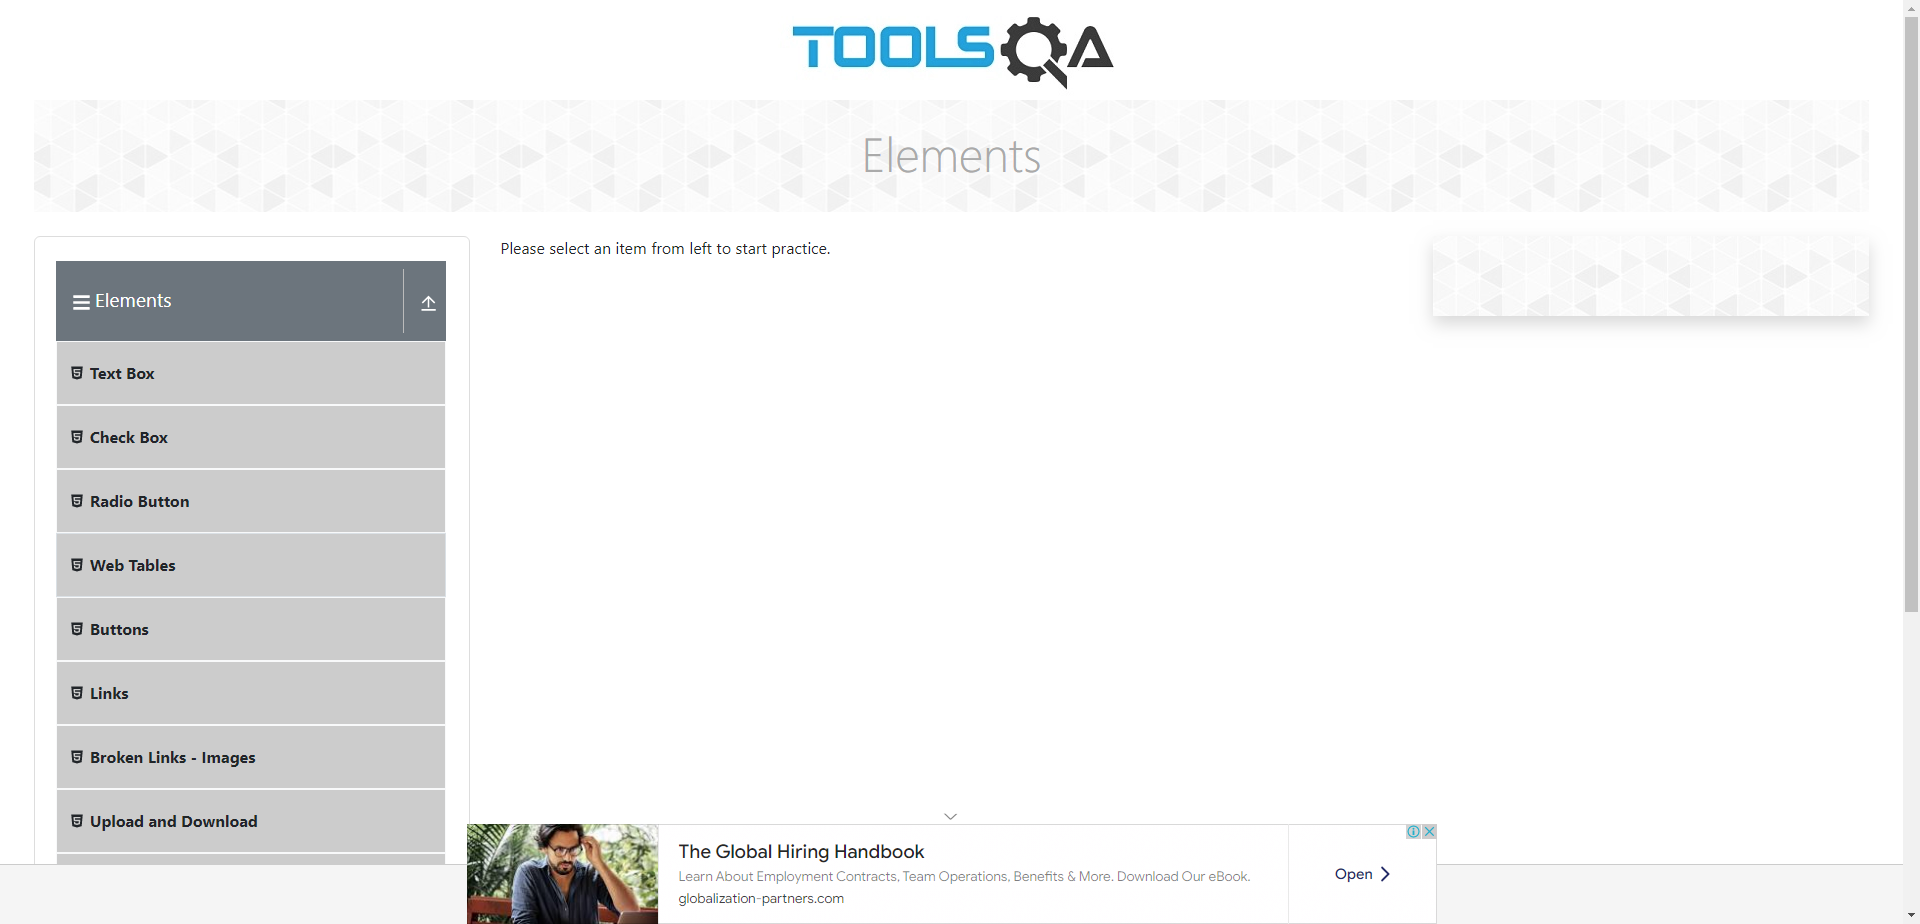 TOOLSQA
Elements
Elements
Text Box
Check Box
Radio Button
Web Tables
Buttons
Links
Broken Links - Images
Upload and Download
Please select an item from left to start practice.
The Global Hiring Handbook
Learn About Employment Contracts, Team Operations, Benefits & More. Download Our eBook.
globalization-partners.com
Open